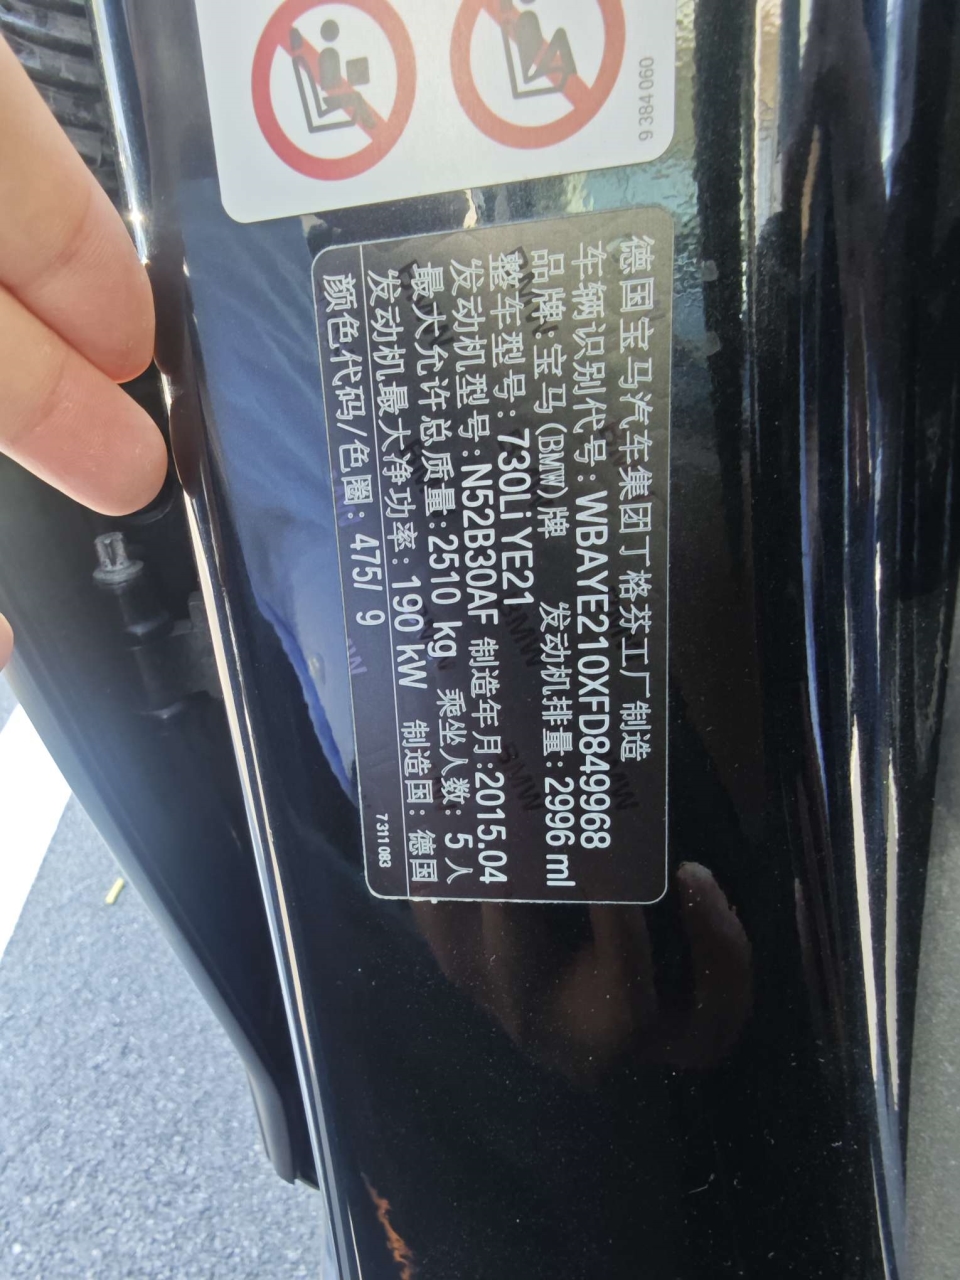 9 384 060
德国宝马汽车集团丁格芬工厂制造
车辆识别代号: WBAYE210XFD849968
品牌: 宝马(BMW)牌 发动机排量: 2996 ml
整车型号: 730Li YE21
发动机型号: N52B30AF 制造年月: 2015.04
最大允许总质量: 2510 kg 乘坐人数: 5 人
发动机最大净功率: 190 kW 制造国: 德国
颜色代码/色圈: 475/ 9
7 311 083